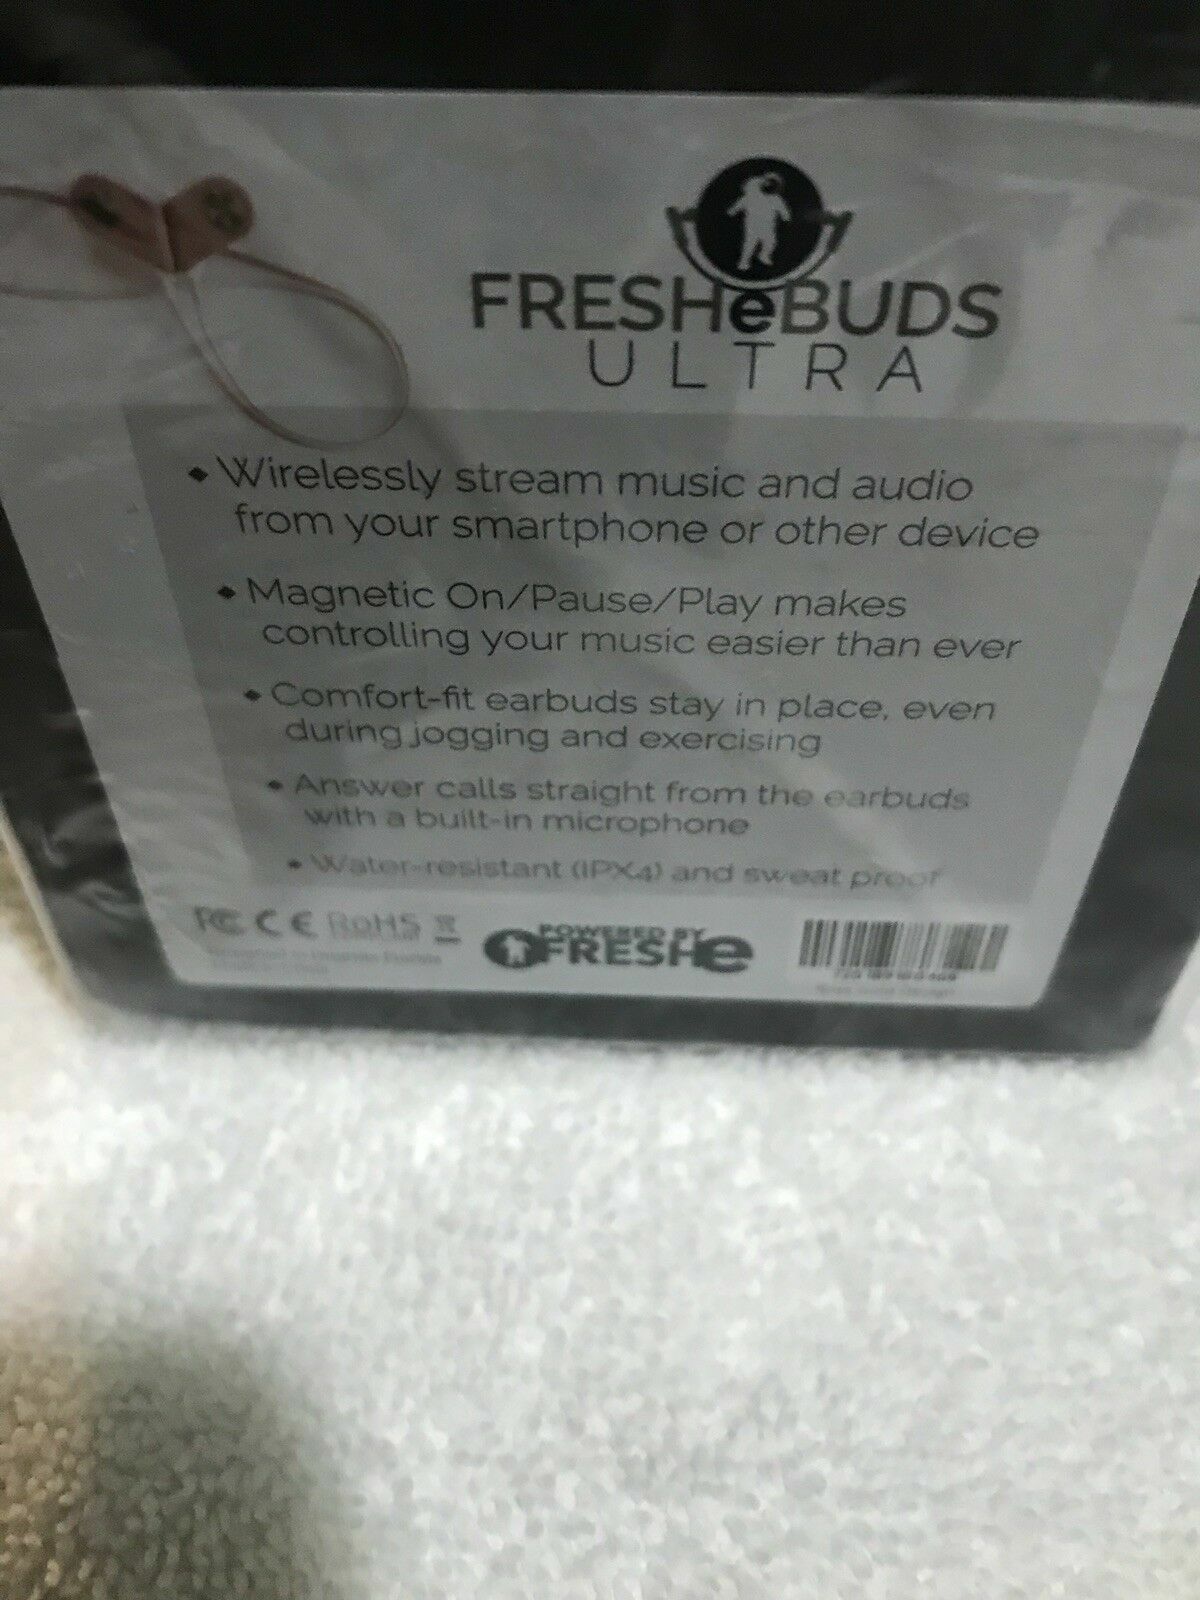 FRESHeBUDS
ULTRA
• Wirelessly stream music and audio
from your smartphone or other device
• Magnetic On/Pause/Play makes
controlling your music easier than ever
• Comfort-fit earbuds stay in place, even
during jogging and exercising
• Answer calls straight from the earbuds
with a built-in microphone
• Water-resistant (IPX4) and sweat proof
FC CE RoHS
POWERED BY
FRESHe